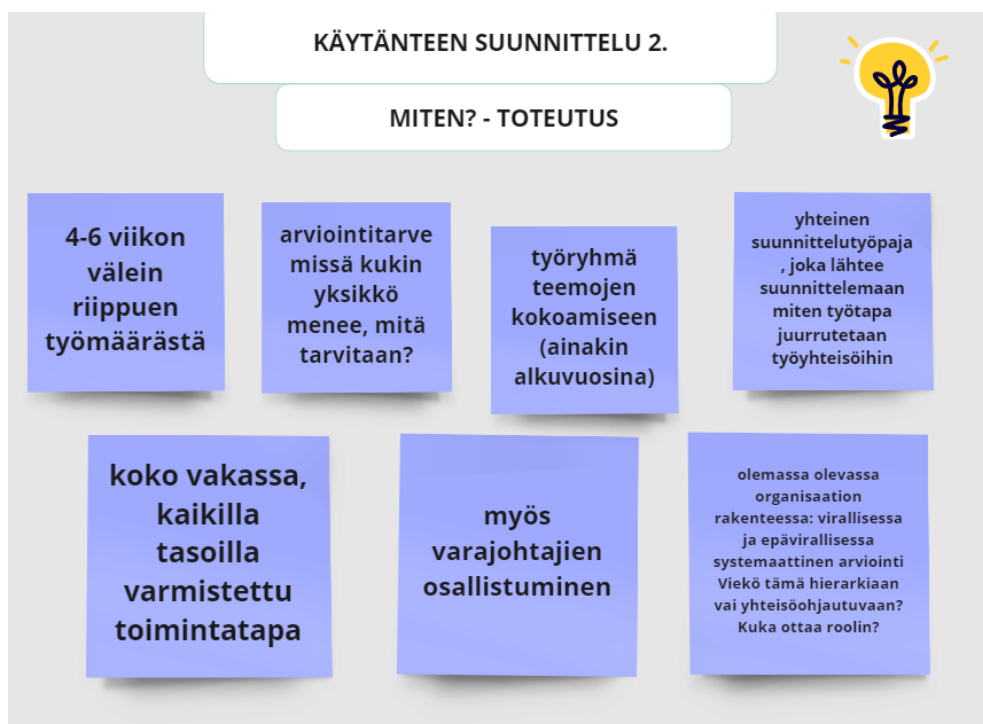 KÄYTÄNTEEN SUUNNITTELU 2.
MITEN? - TOTEUTUS
4-6 viikon
välein
riippuen
työmäärästä
arviointitarve
missä kukin
yksikkö
menee, mitä
tarvitaan?
työryhmä
teemojen
kokoamiseen
(ainakin
alkuvuosina)
yhteinen
suunnittelutyöpaja
, joka lähtee
suunnittelemaan
miten työtapa
juurrutetaan
työyhteisöihin
koko vakassa,
kaikilla
tasoilla
varmistettu
toimintatapa
myös
varajohtajien
osallistuminen
olemassa olevassa
organisaation
rakenteessa: virallisessa
ja epävirallisessa
systemaattinen arviointi
Viekö tämä hierarkiaan
vai yhteisöohjautuvaan?
Kuka ottaa roolin?